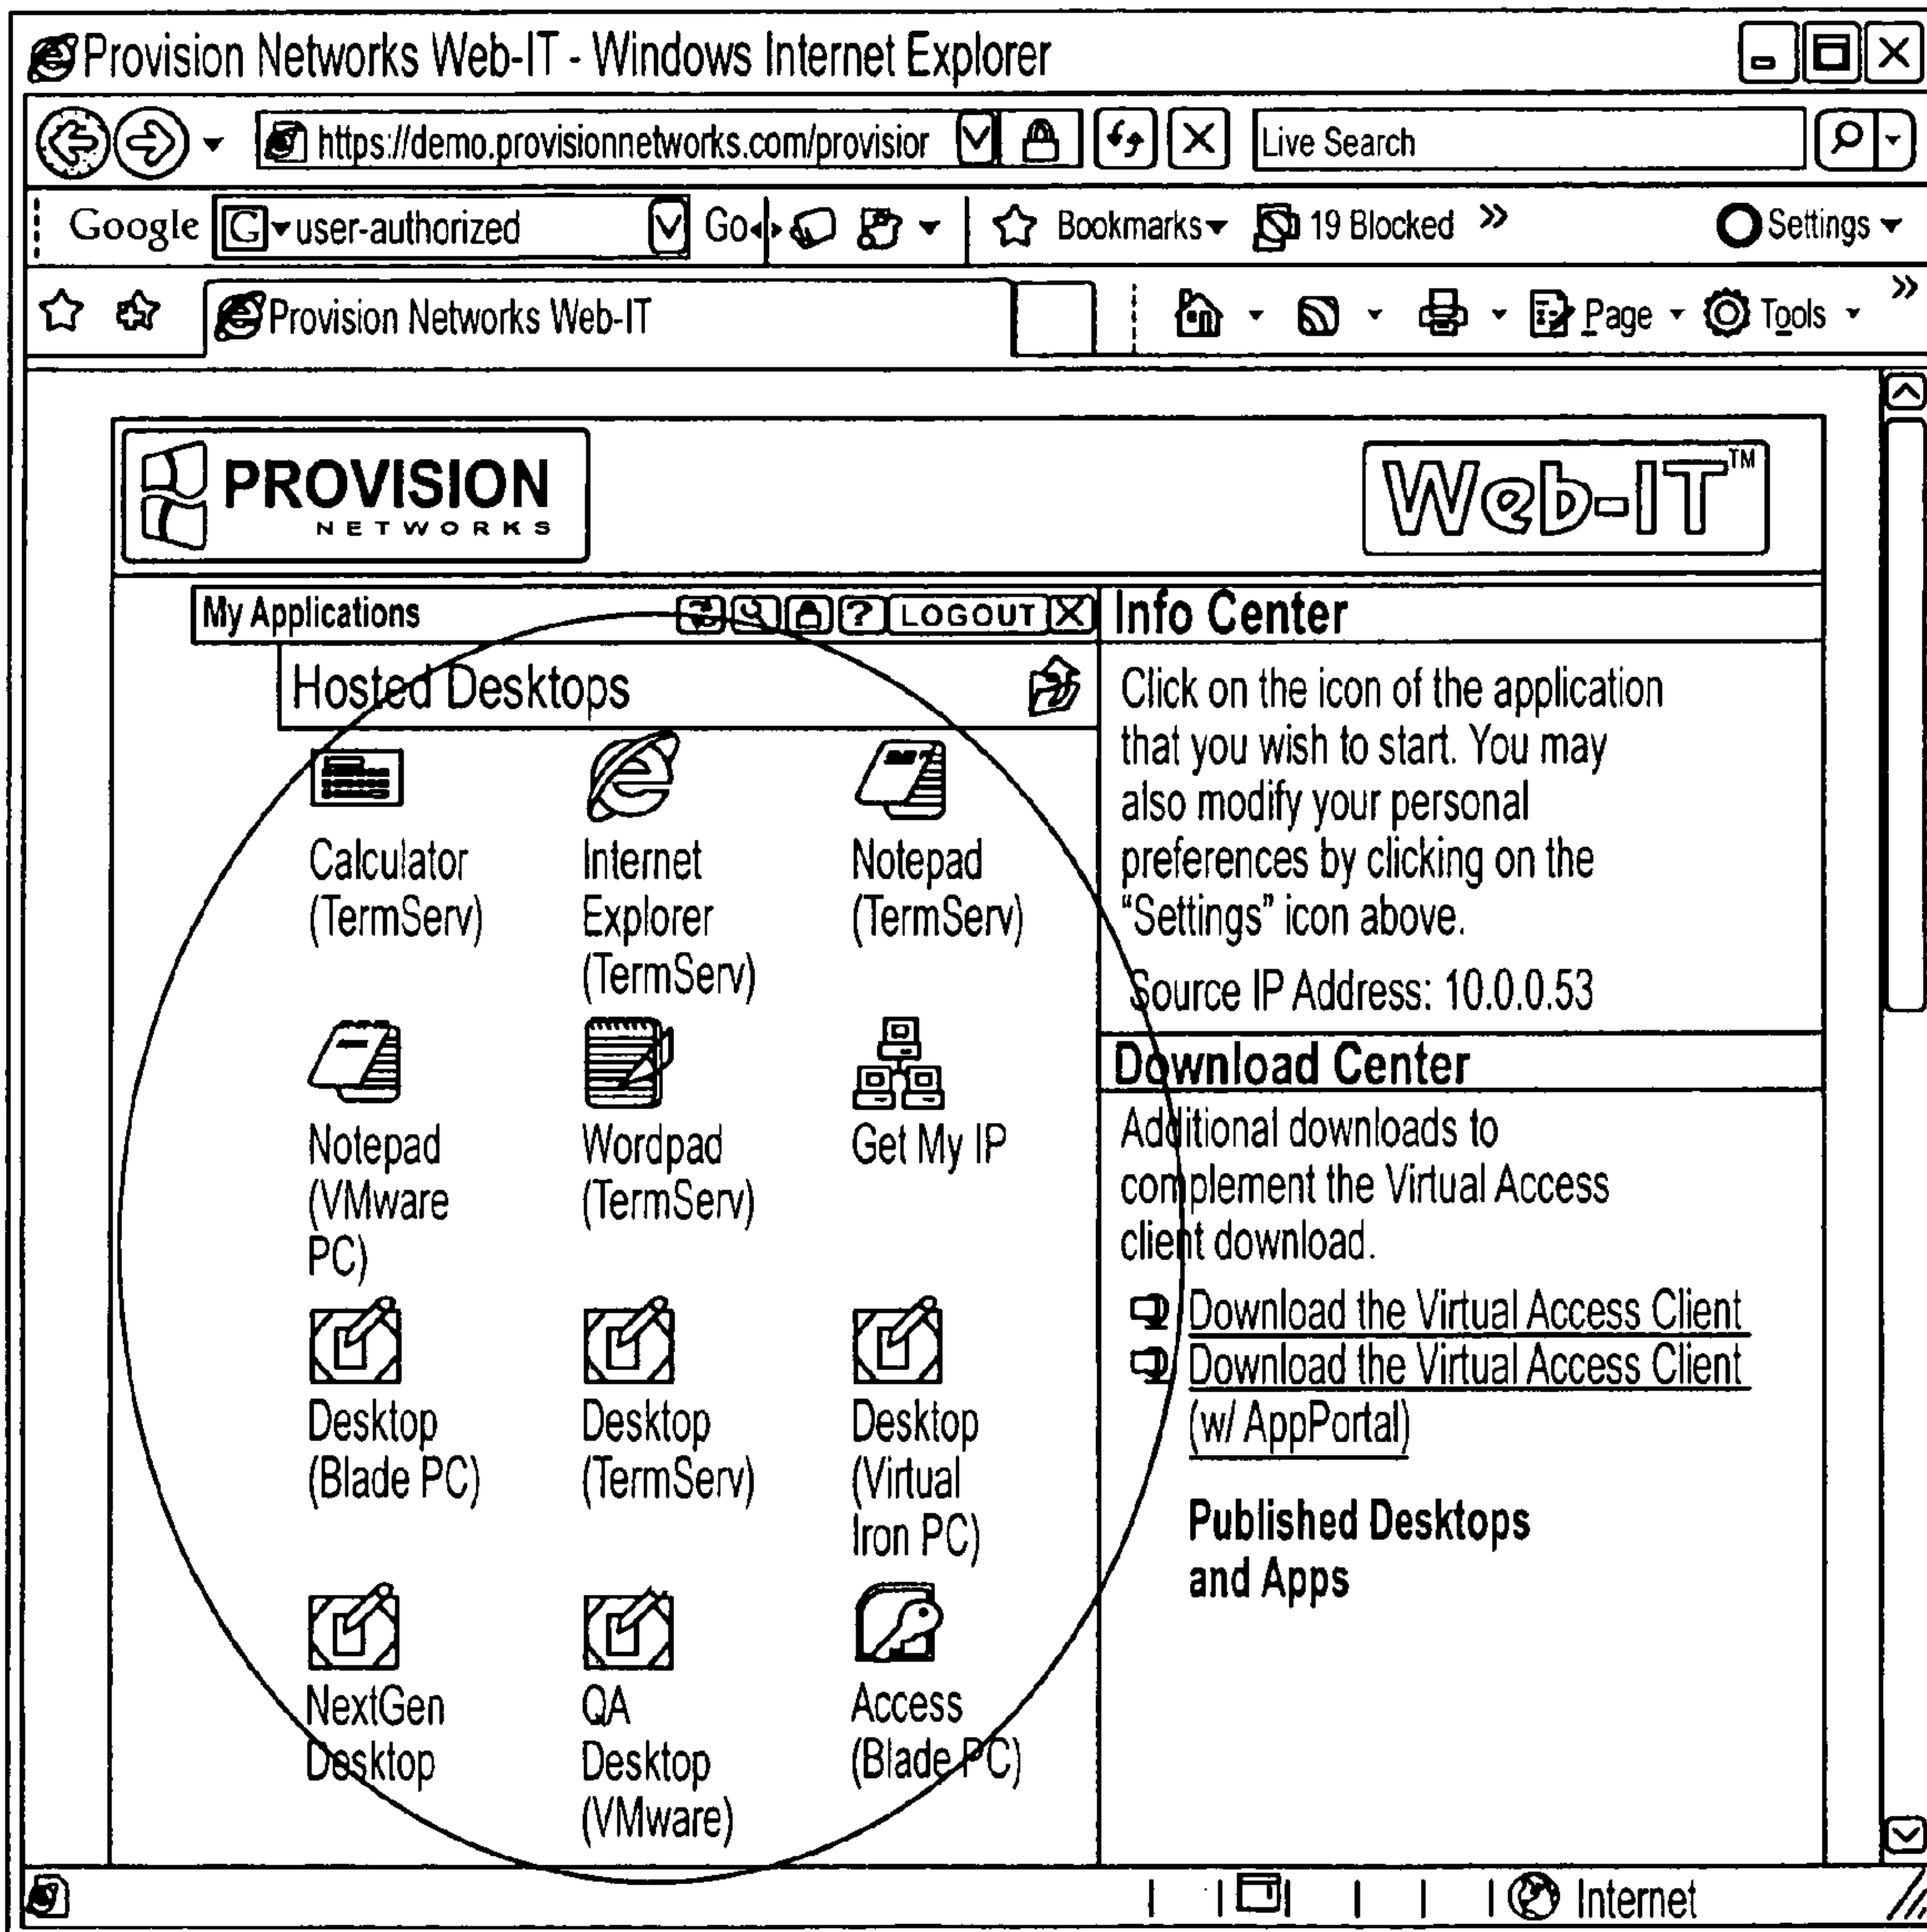 Provision Networks Web-IT - Windows Internet Explorer
https://demo.provisionnetworks.com/provisior
Live Search
Google G user-authorized Go Bookmarks 19 Blocked » Settings
Provision Networks Web-IT
Page Tools »
PROVISION
NETWORKS
Web-IT™
My Applications
? LOGOUT X
Hosted Desktops
Calculator
(TermServ)
Internet
Explorer
(TermServ)
Notepad
(TermServ)
Notepad
(VMware
PC)
Wordpad
(TermServ)
Get My IP
Desktop
(Blade PC)
Desktop
(TermServ)
Desktop
(Virtual
Iron PC)
NextGen
Desktop
QA
Desktop
(VMware)
Access
(Blade PC)
Info Center
Click on the icon of the application
that you wish to start. You may
also modify your personal
preferences by clicking on the
“Settings” icon above.
Source IP Address: 10.0.0.53
Download Center
Additional downloads to
complement the Virtual Access
client download.
Download the Virtual Access Client
Download the Virtual Access Client
(w/ AppPortal)
Published Desktops
and Apps
Internet